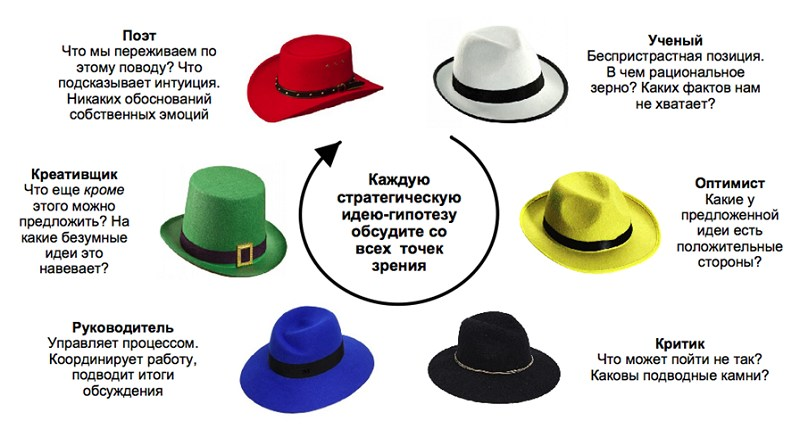 Поэт
Что мы переживаем по
этому поводу? Что
подсказывает интуиция.
Никаких обоснований
собственных эмоций
Ученый
Беспристрастная позиция.
В чем рациональное
зерно? Каких фактов нам
не хватает?
Креативщик
Что еще кроме
этого можно
предложить? На
какие безумные
идеи это
навевает?
Каждую
стратегическую
идею-гипотезу
обсудите со
всех точек
зрения
Оптимист
Какие у
предложенной
идеи есть
положительные
стороны?
Руководитель
Управляет процессом.
Координирует работу,
подводит итоги
обсуждения
Критик
Что может пойти не так?
Каковы подводные камни?